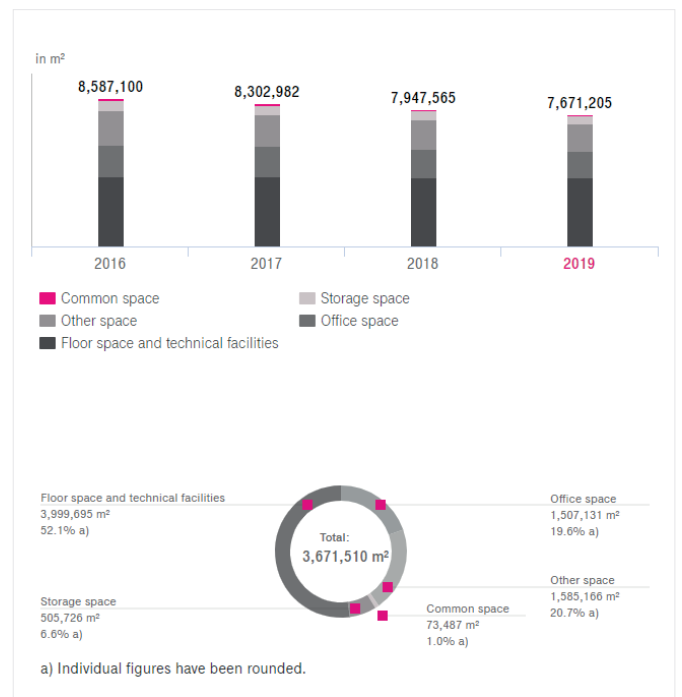 in m²
8,587,100
8,302,982
7,947,565
7,671,205
2016
2017
2018
2019
Common space
Storage space
Other space
Office space
Floor space and technical facilities
Floor space and technical facilities
3,999,695 m²
52.1% a)
Office space
1,507,131 m²
19.6% a)
Total:
3,671,510 m²
Other space
1,585,166 m²
20.7% a)
Storage space
505,726 m²
6.6% a)
Common space
73,487 m²
1.0% a)
a) Individual figures have been rounded.